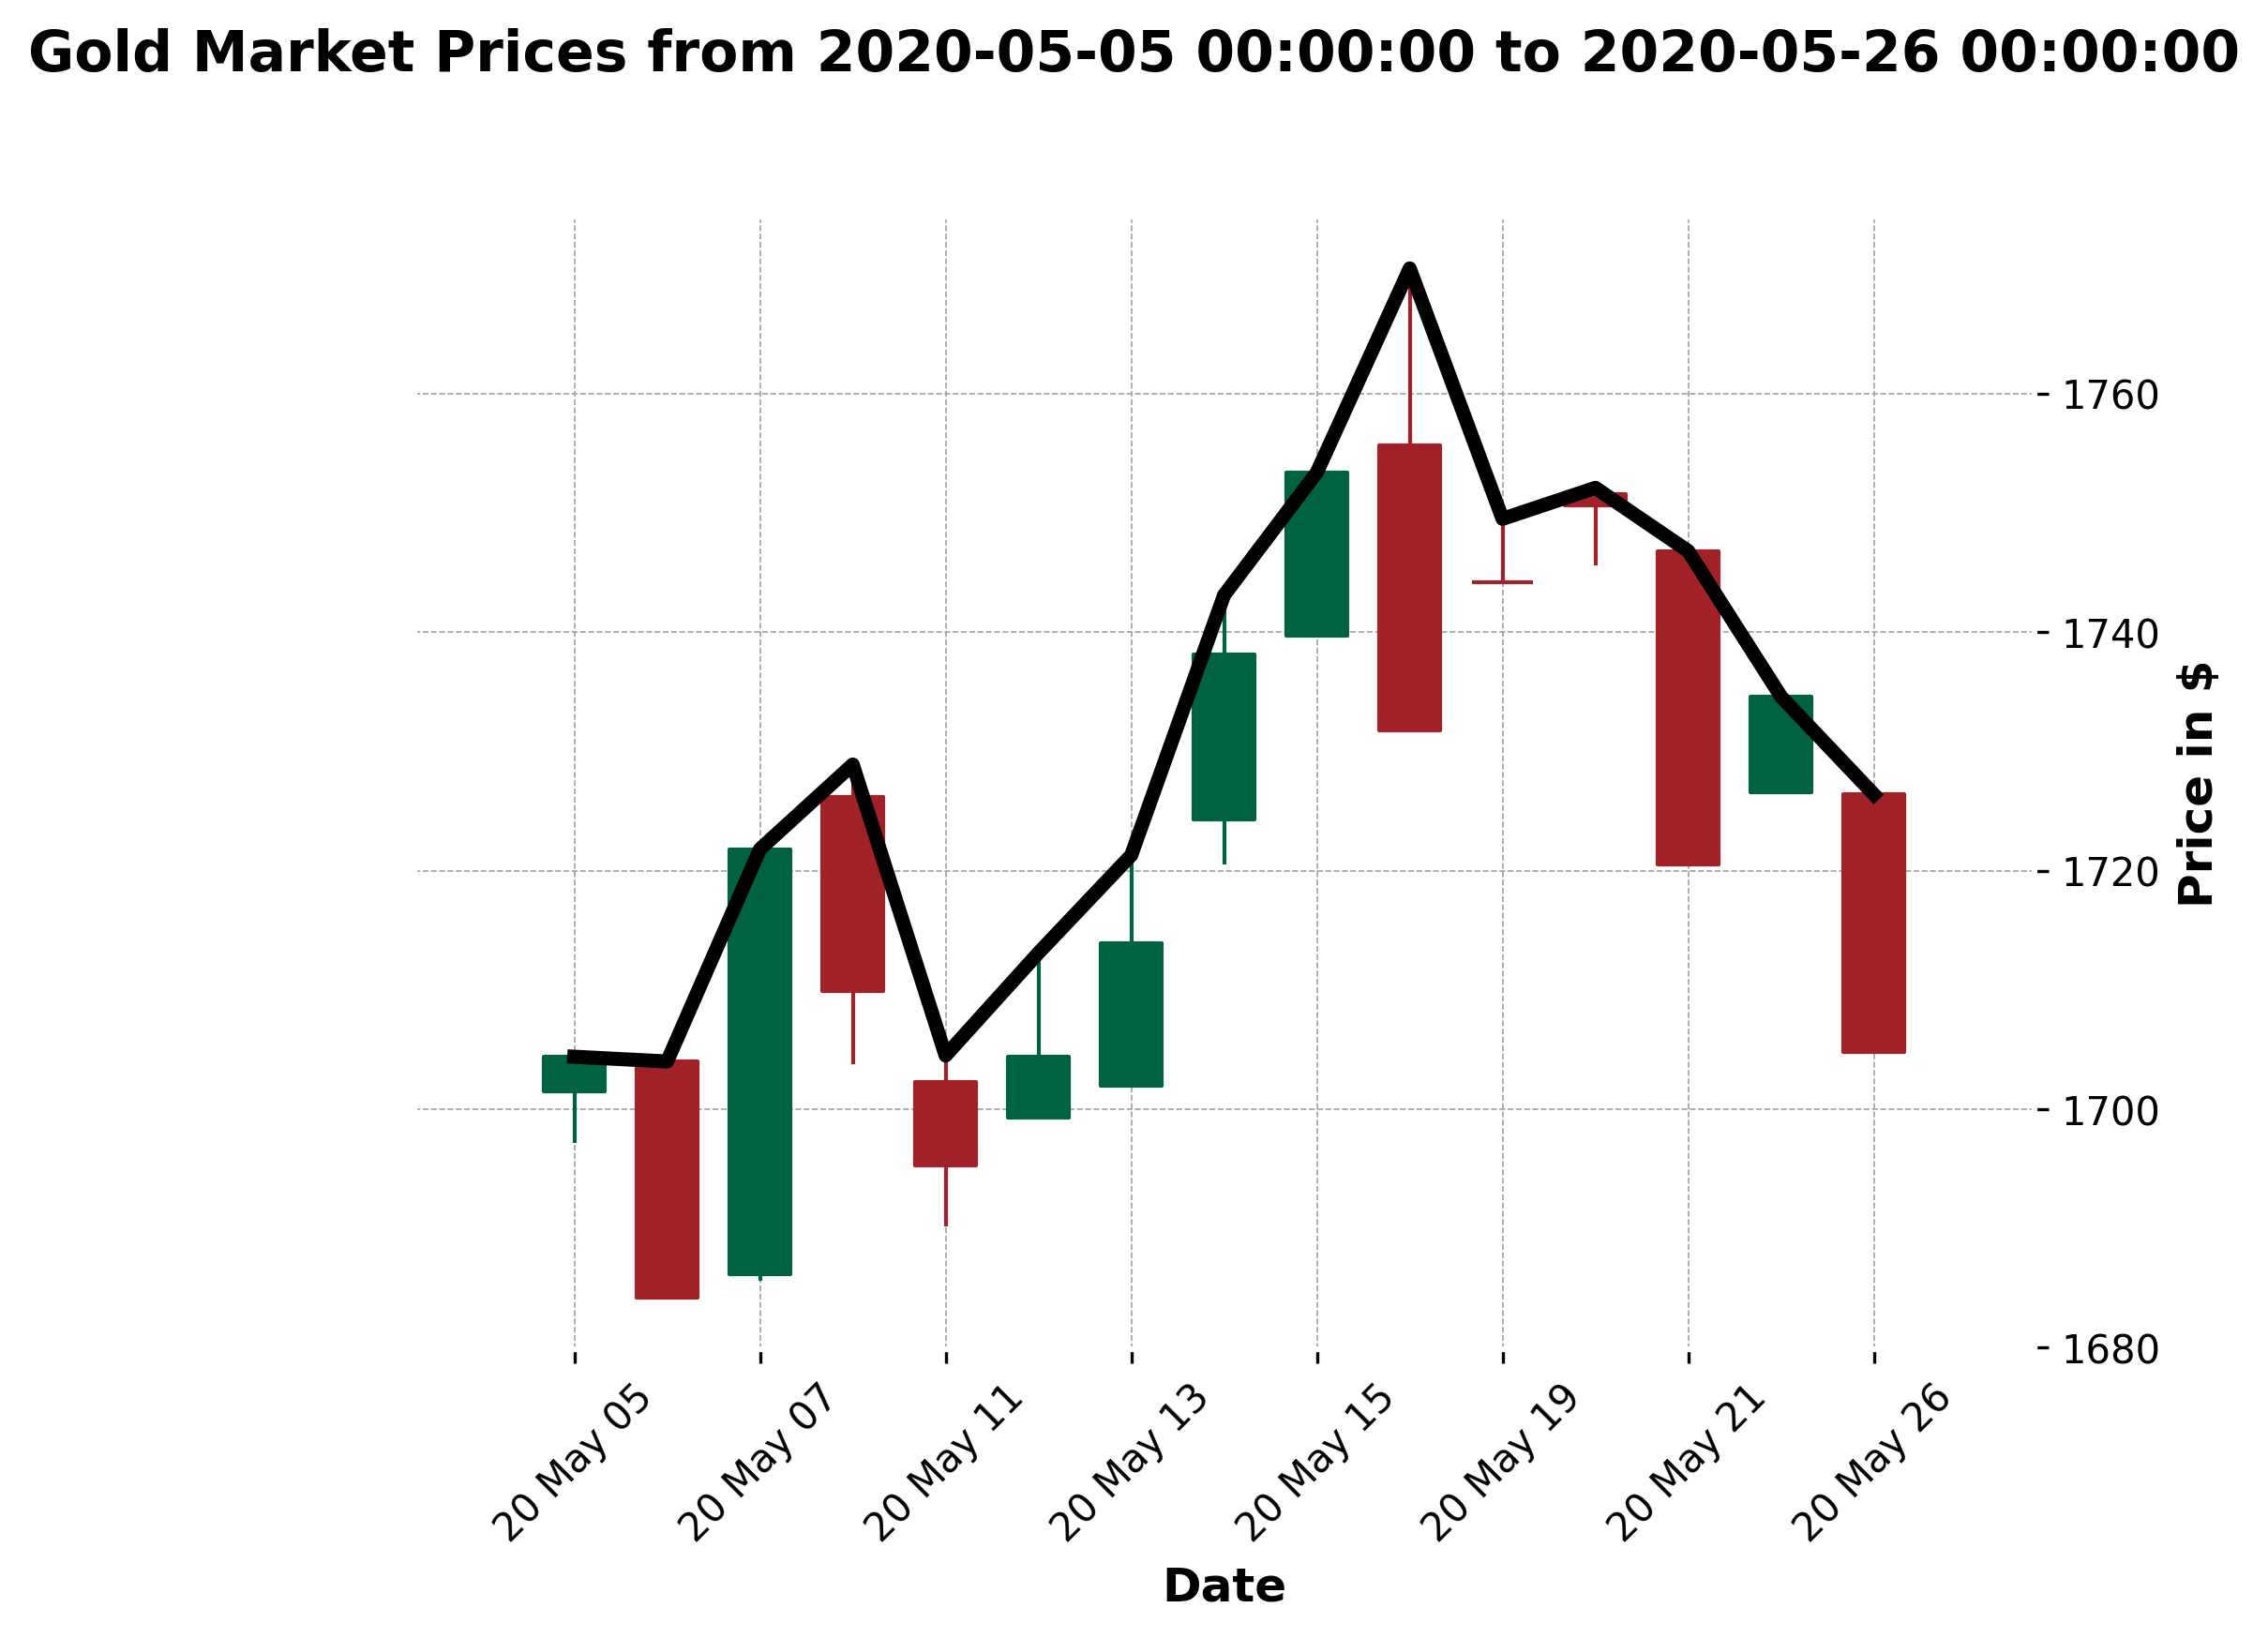 Gold Market Prices from 2020-05-05 00:00:00 to 2020-05-26 00:00:00
1760
1740
1720
1700
1680
Price in $
20 May 05
20 May 07
20 May 11
20 May 13
20 May 15
20 May 19
20 May 21
20 May 26
Date